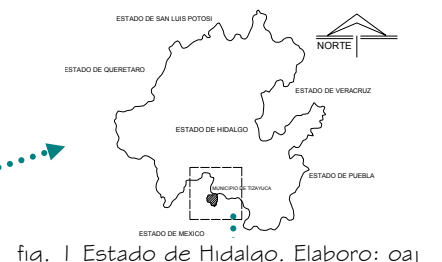 ESTADO DE SAN LUIS POTOSI
NORTE
ESTADO DE QUERETARO
ESTADO DE VERACRUZ
ESTADO DE HIDALGO
ESTADO DE PUEBLA
MUNICIPIO DE TIZAYUCA
ESTADO DE MEXICO
fig. 1 Estado de Hidalgo. Elaboro: oaj